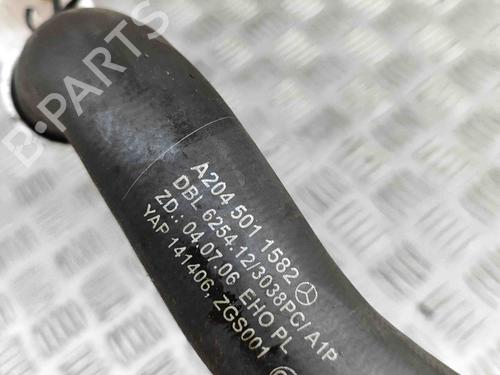 B-PARTS
A204 501 1582
DBL 6254.12/3038PC/A1P
ZD.: 04.07.06 EHO PL
YAP 141406, ZGS001